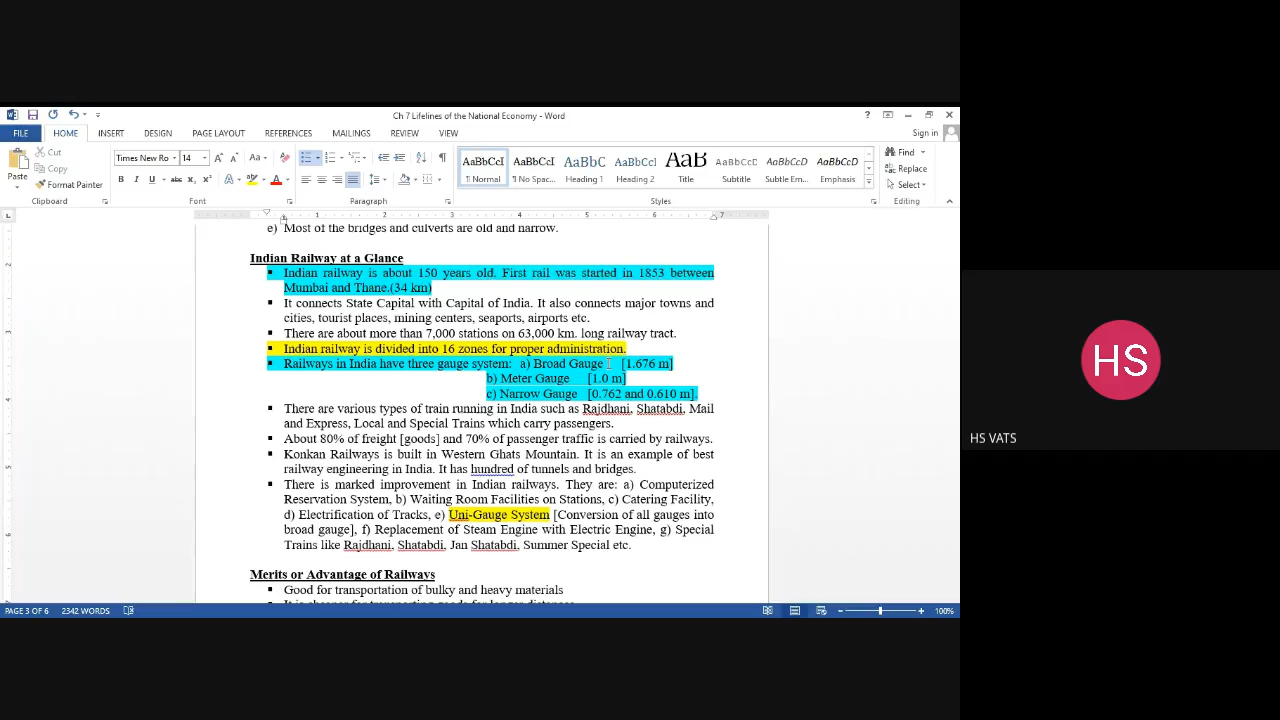 Ch 7 Lifelines of the National Economy - Word
FILE HOME INSERT DESIGN PAGE LAYOUT REFERENCES MAILINGS REVIEW VIEW Sign in
Cut
Copy
Format Painter
Paste
Times New Ro 14
AaBbCcI AaBbCcI AaBbC AaBbCcI AaB AaBbCcD AaBbCcD AaBbCcD
¶ Normal ¶ No Spac... Heading 1 Heading 2 Title Subtitle Subtle Em... Emphasis
Find
Replace
Select
Clipboard Font Paragraph Styles Editing
e) Most of the bridges and culverts are old and narrow.
Indian Railway at a Glance
▪ Indian railway is about 150 years old. First rail was started in 1853 between
Mumbai and Thane.(34 km)
▪ It connects State Capital with Capital of India. It also connects major towns and
cities, tourist places, mining centers, seaports, airports etc.
▪ There are about more than 7,000 stations on 63,000 km. long railway tract.
▪ Indian railway is divided into 16 zones for proper administration.
▪ Railways in India have three gauge system: a) Broad Gauge [1.676 m]
b) Meter Gauge [1.0 m]
c) Narrow Gauge [0.762 and 0.610 m].
▪ There are various types of train running in India such as Rajdhani, Shatabdi, Mail
and Express, Local and Special Trains which carry passengers.
▪ About 80% of freight [goods] and 70% of passenger traffic is carried by railways.
▪ Konkan Railways is built in Western Ghats Mountain. It is an example of best
railway engineering in India. It has hundred of tunnels and bridges.
▪ There is marked improvement in Indian railways. They are: a) Computerized
Reservation System, b) Waiting Room Facilities on Stations, c) Catering Facility,
d) Electrification of Tracks, e) Uni-Gauge System [Conversion of all gauges into
broad gauge], f) Replacement of Steam Engine with Electric Engine, g) Special
Trains like Rajdhani, Shatabdi, Jan Shatabdi, Summer Special etc.
Merits or Advantage of Railways
▪ Good for transportation of bulky and heavy materials
▪ It is cheaper for transporting goods for longer distances
PAGE 3 OF 6 2342 WORDS 100%
HS
HS VATS